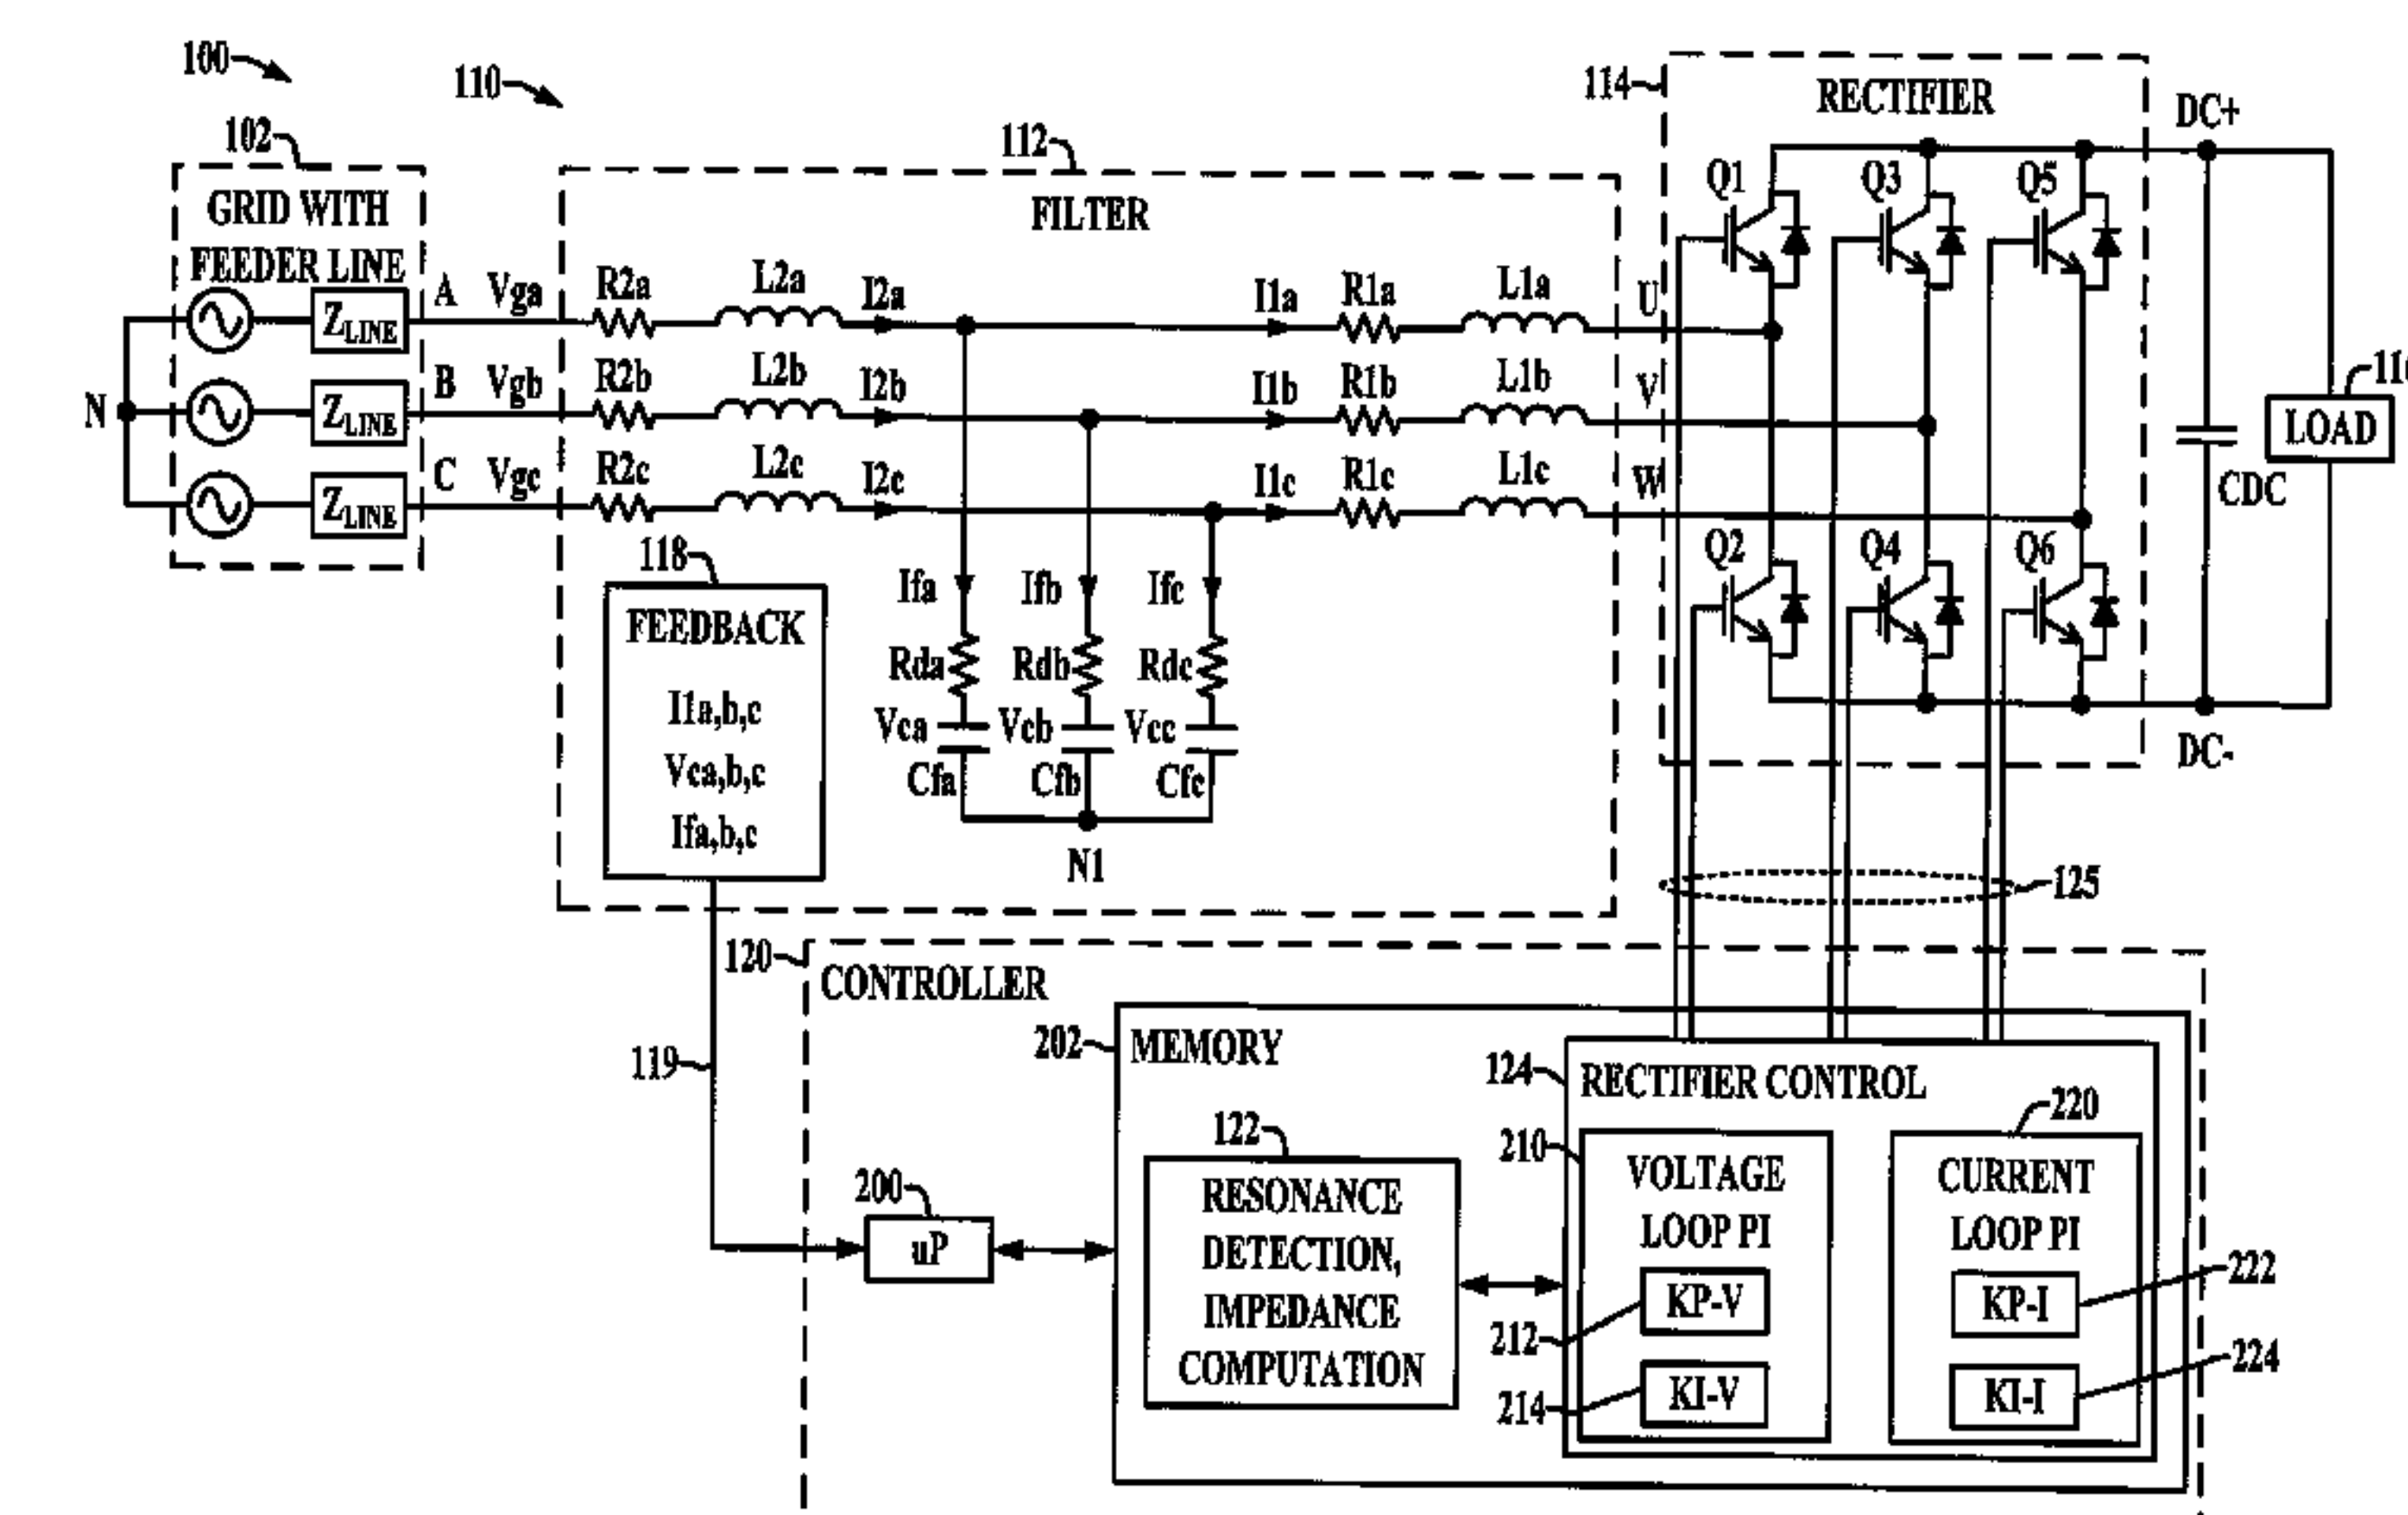 100
110
102
GRID WITH
FEEDER LINE
N
Z LINE
Z LINE
Z LINE
A Vga
B Vgb
C Vgc
112
FILTER
R2a L2a I2a I1a R1a L1a U
R2b L2b I2b I1b R1b L1b V
R2c L2c I2c I1c R1c L1c W
118
FEEDBACK
I1a,b,c
Vca,b,c
Ifa,b,c
Ifa Ifb Ifc
Rda Rdb Rdc
Vca Vcb Vcc
Cfa Cfb Cfc
N1
114
RECTIFIER
Q1 Q3 Q5
Q2 Q4 Q6
DC+
LOAD
CDC
DC-
125
119
120
CONTROLLER
200
uP
202
MEMORY
122
RESONANCE
DETECTION,
IMPEDANCE
COMPUTATION
124
RECTIFIER CONTROL
210
VOLTAGE
LOOP PI
212
KP-V
214
KI-V
220
CURRENT
LOOP PI
222
KP-I
224
KI-I